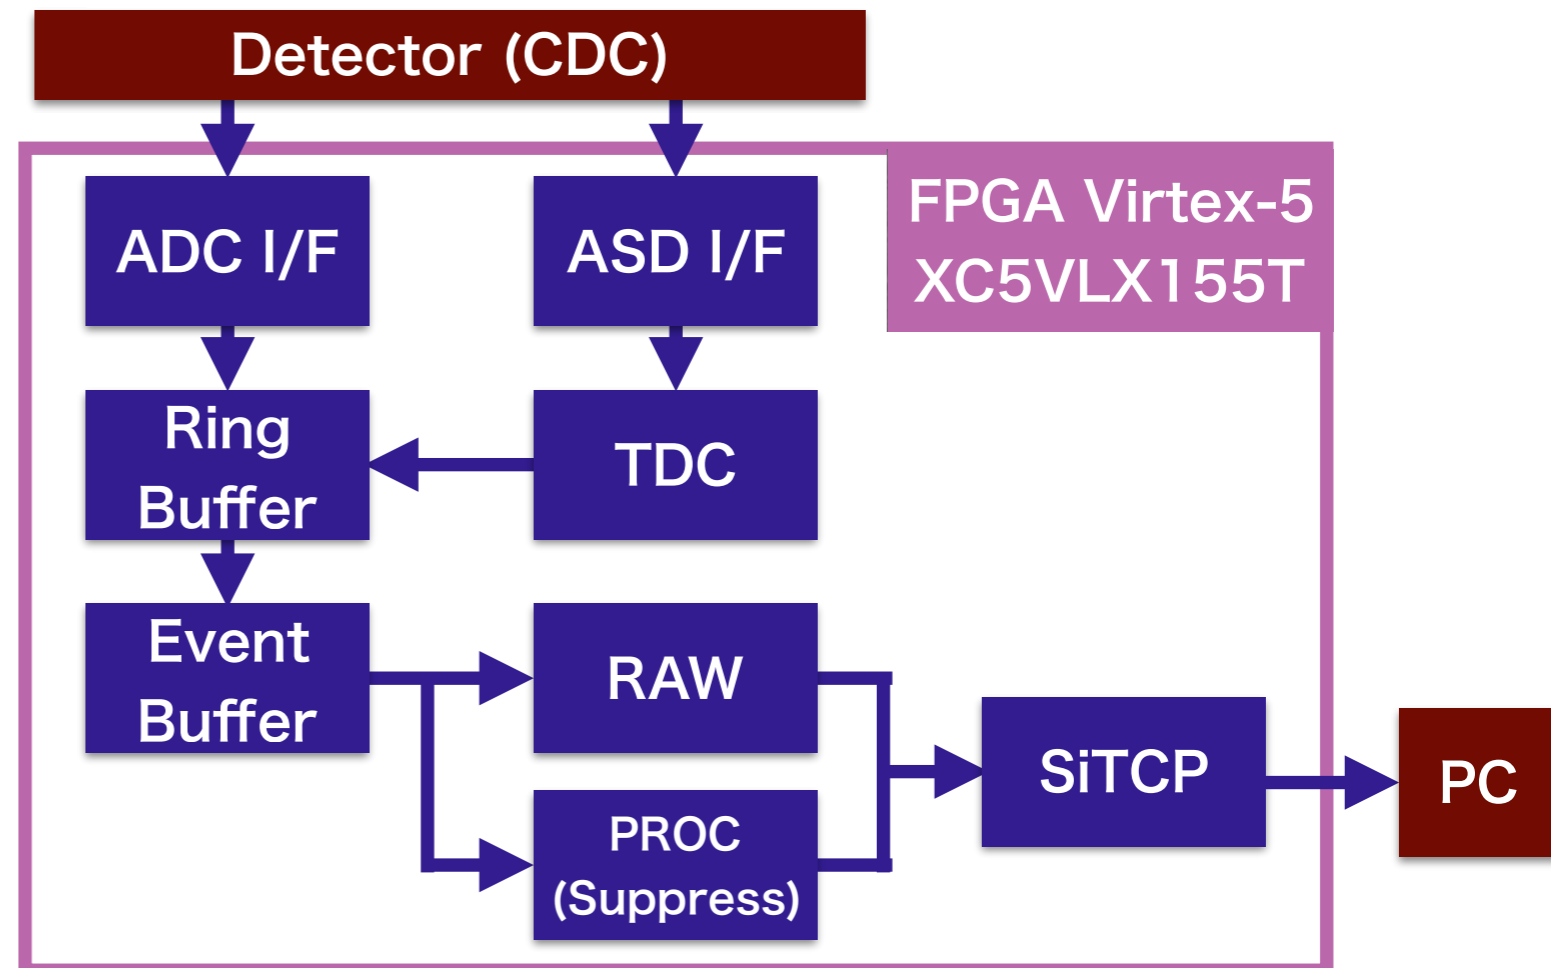 Detector (CDC)
FPGA Virtex-5
XC5VLX155T
ADC I/F
ASD I/F
Ring
Buffer
TDC
Event
Buffer
RAW
PROC
(Suppress)
SiTCP
PC